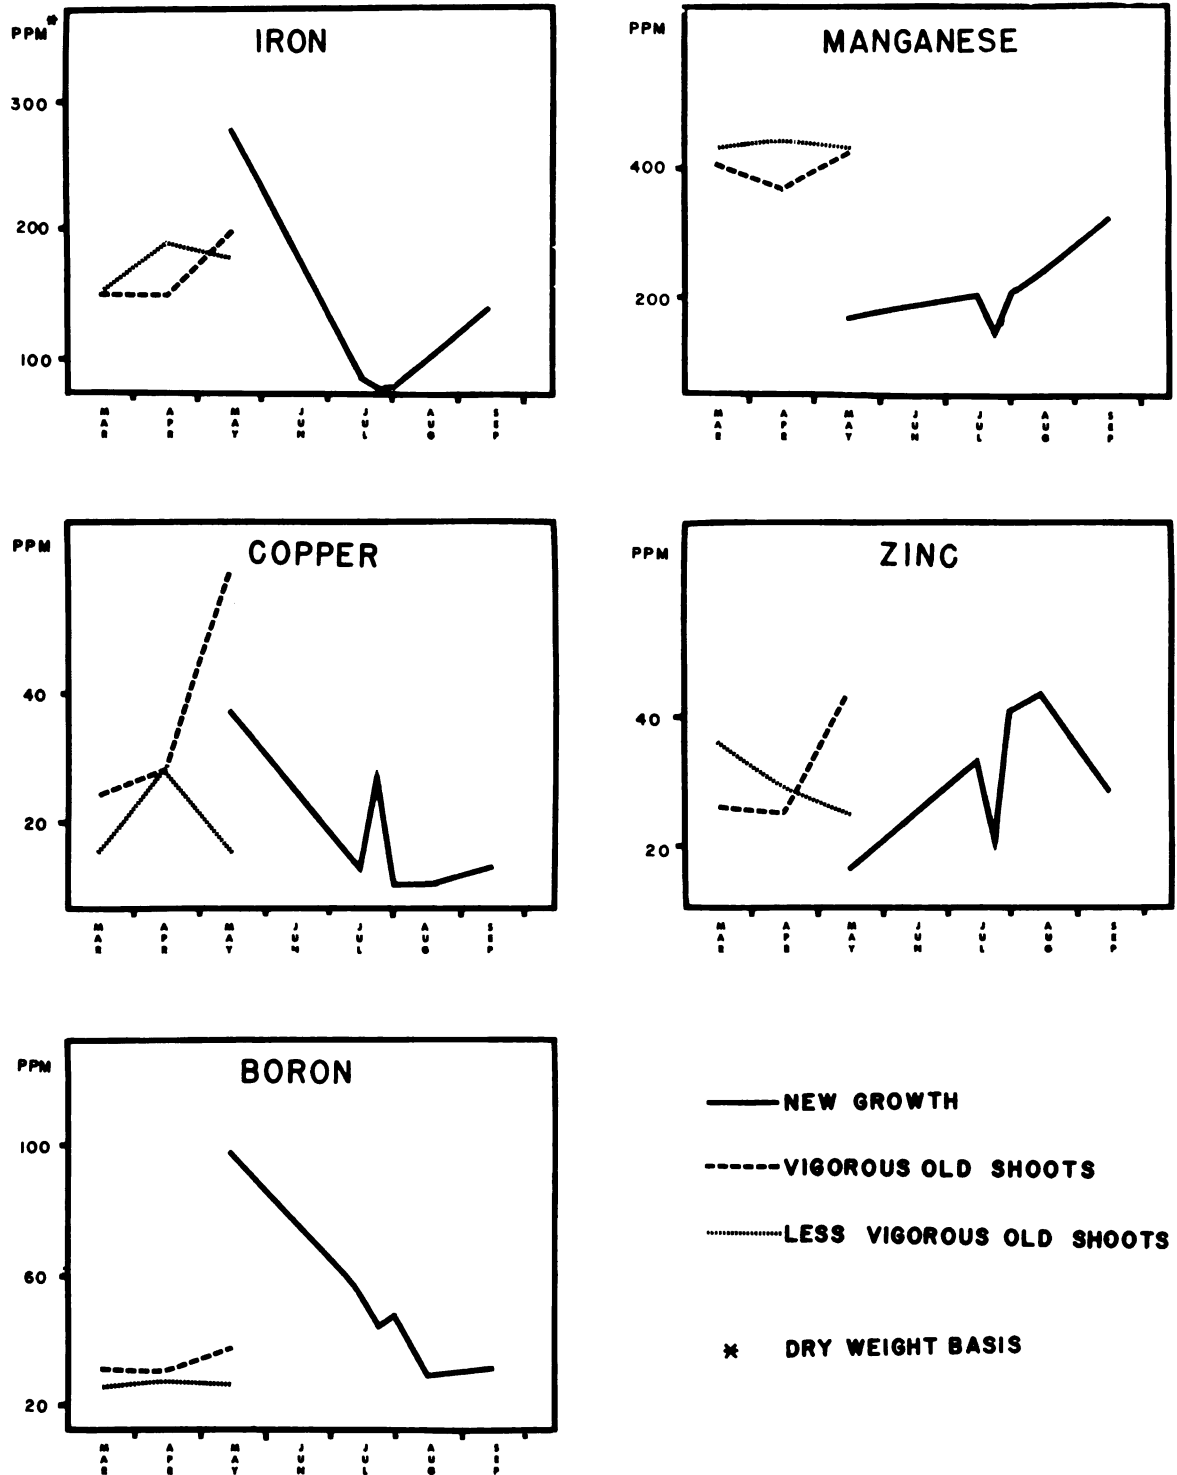 PPM*
IRON
300
200
100
MAR APR MAY JUN JUL AUG SEP
PPM
MANGANESE
400
200
MAR APR MAY JUN JUL AUG SEP
PPM
COPPER
40
20
MAR APR MAY JUN JUL AUG SEP
PPM
ZINC
40
20
MAR APR MAY JUN JUL AUG SEP
PPM
BORON
100
60
20
MAR APR MAY JUN JUL AUG SEP
NEW GROWTH
VIGOROUS OLD SHOOTS
LESS VIGOROUS OLD SHOOTS
* DRY WEIGHT BASIS